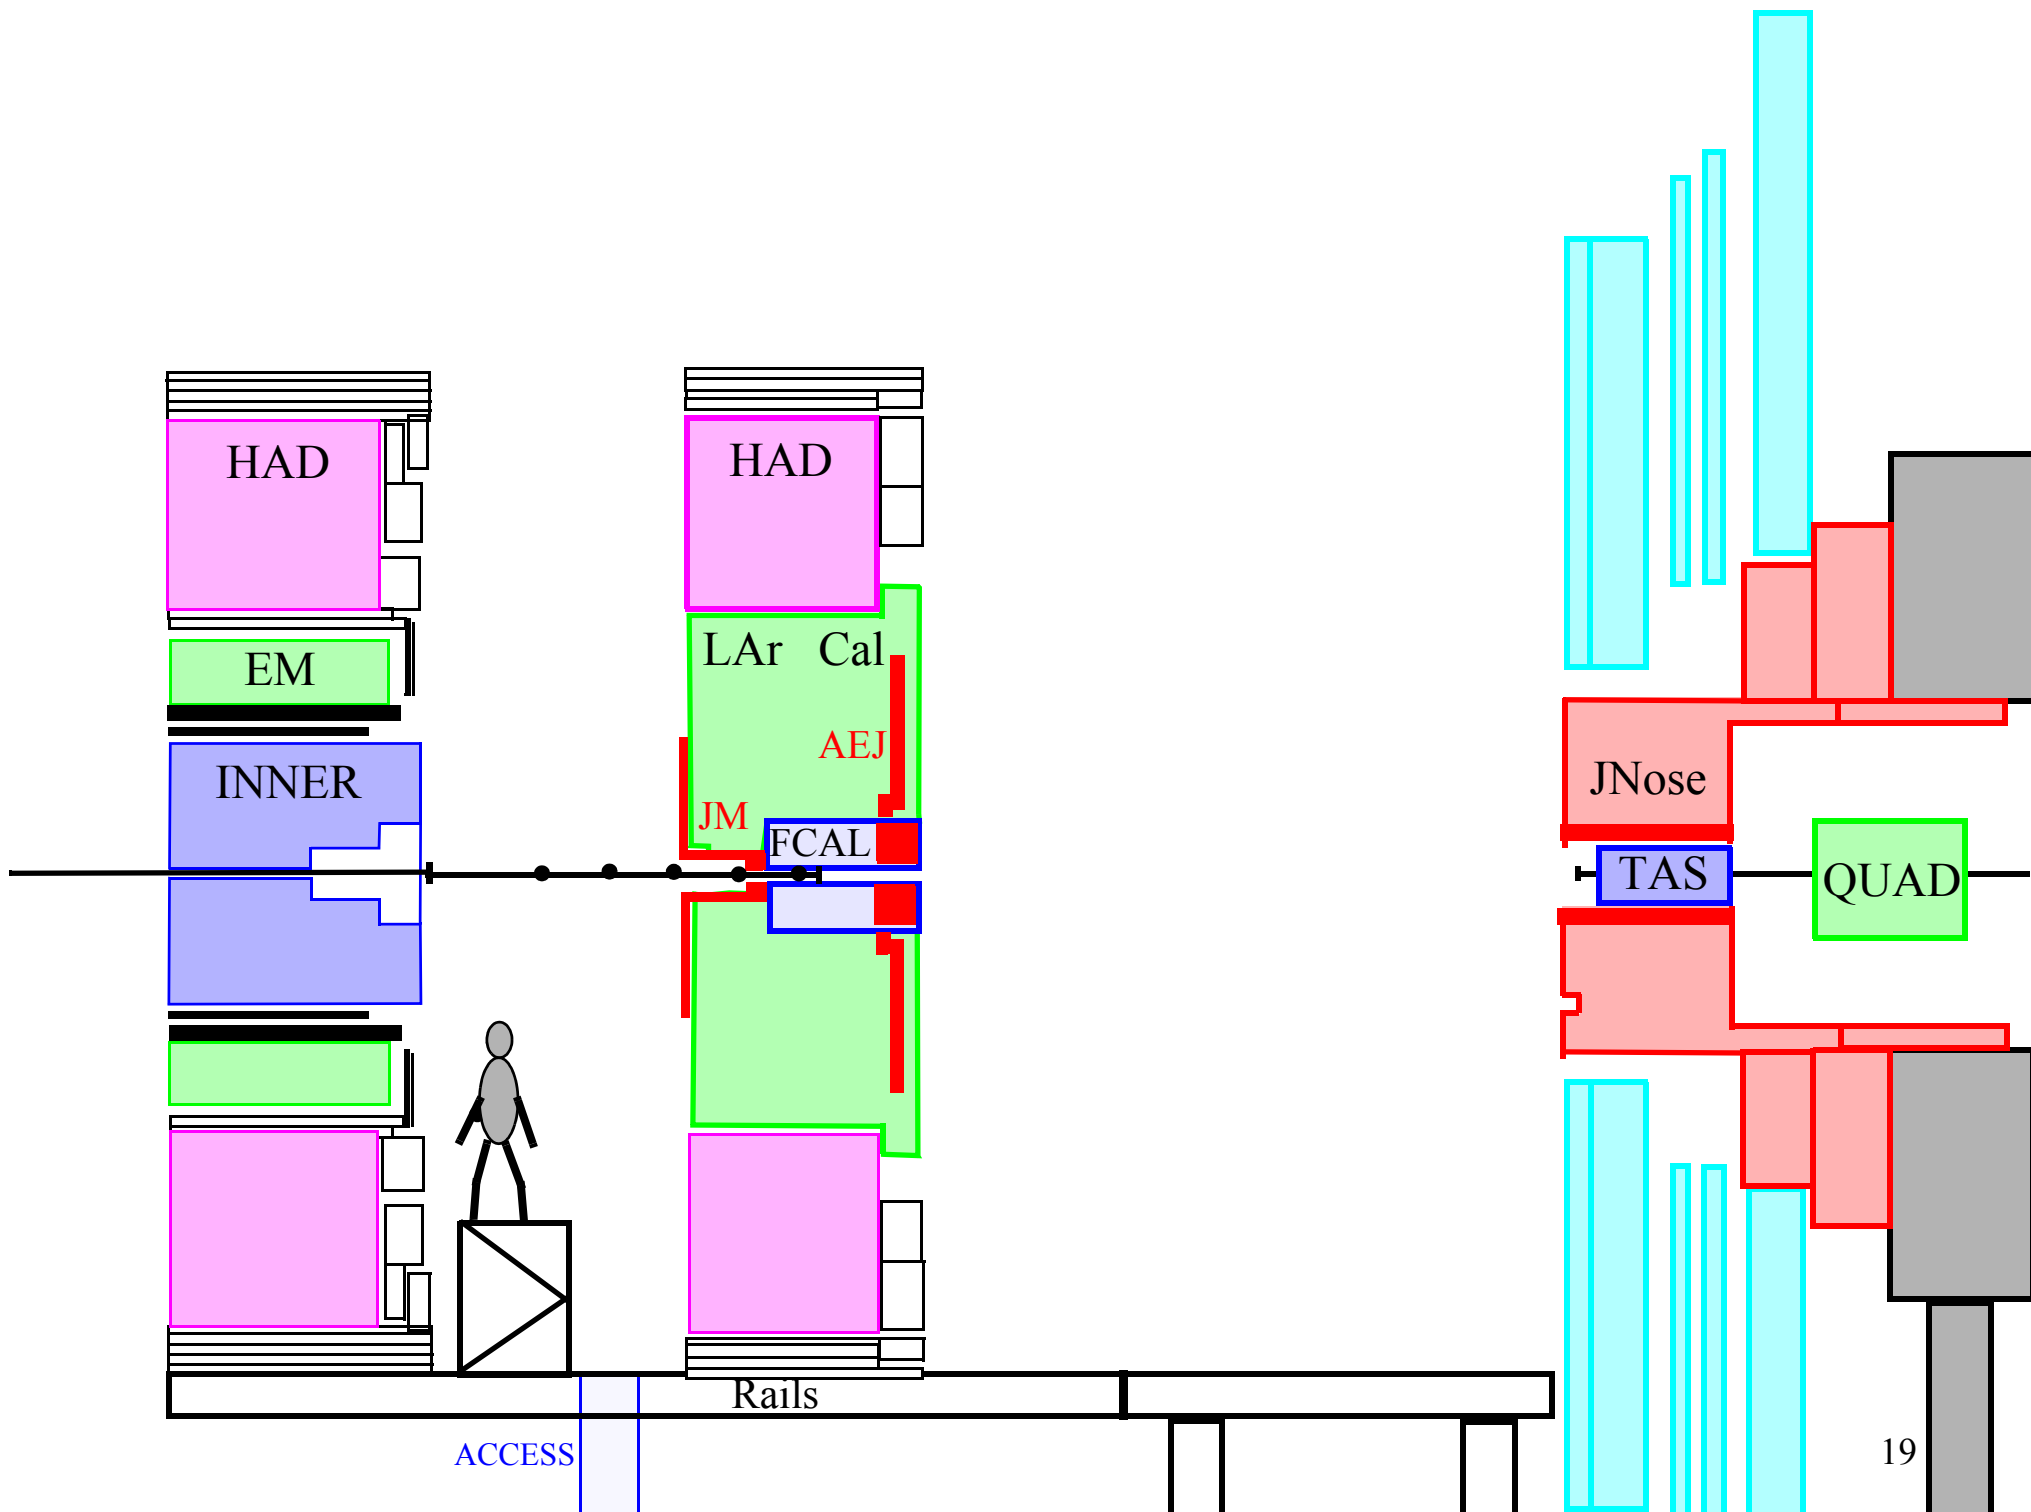 HAD
HAD
EM
LAr Cal
AEJ
INNER
JNose
JM
FCAL
TAS
QUAD
Rails
ACCESS
19